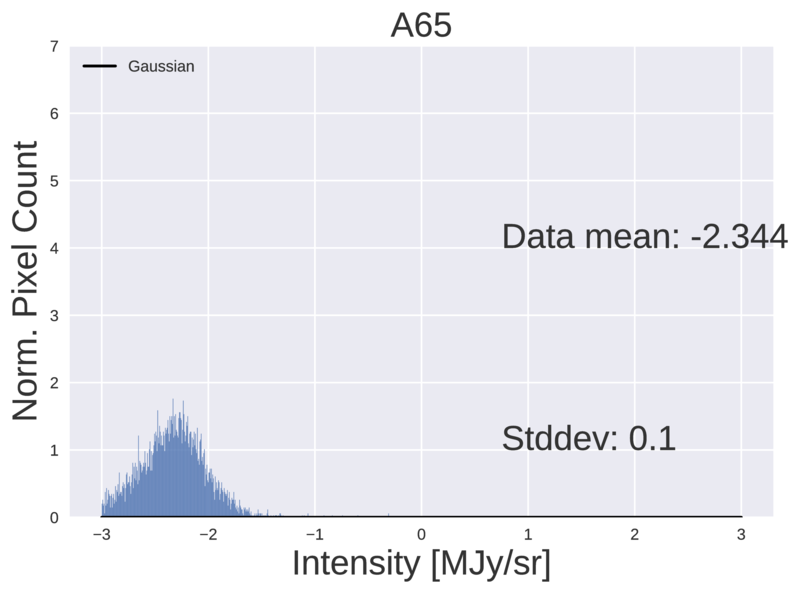 A65
Gaussian
7
6
5
4
3
2
1
0
Norm. Pixel Count
Data mean: -2.344
Stddev: 0.1
−3
−2
−1
0
1
2
3
Intensity [MJy/sr]